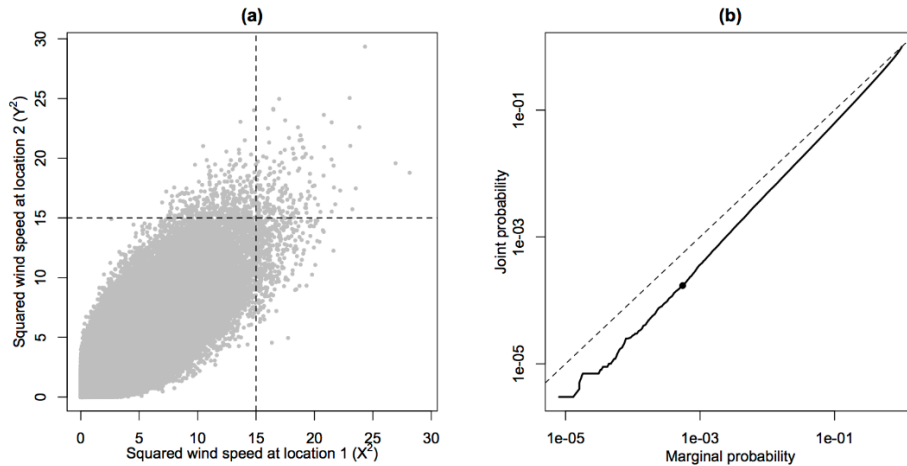 (a)
Squared wind speed at location 2 (Y²)
30
25
20
15
10
5
0
0 5 10 15 20 25 30
Squared wind speed at location 1 (X²)
(b)
Joint probability
1e-01
1e-03
1e-05
1e-05 1e-03 1e-01
Marginal probability